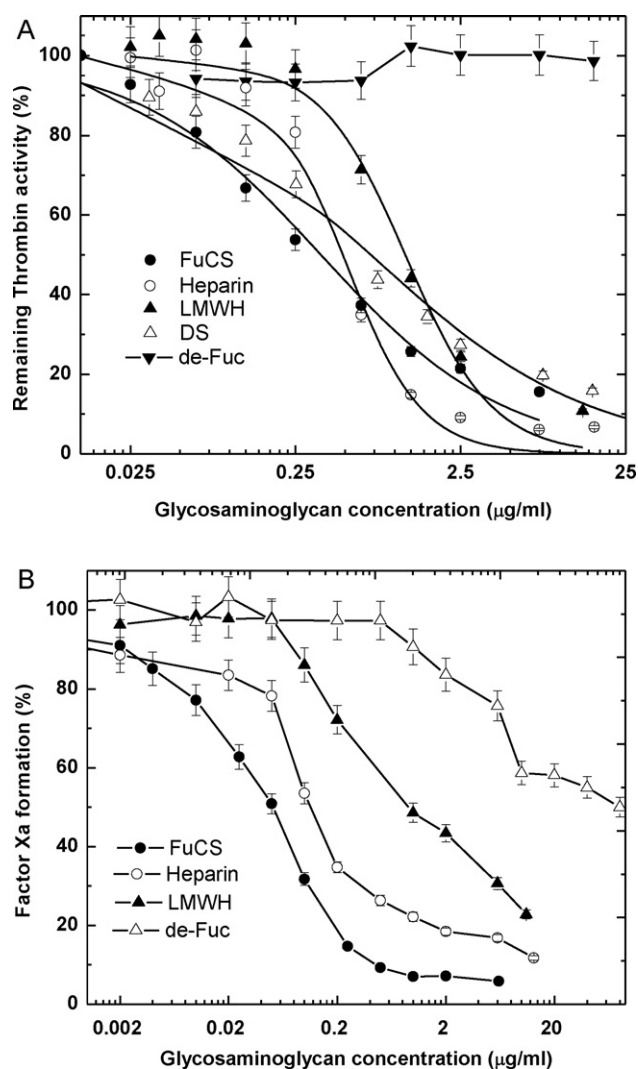 A
Remaining Thrombin activity (%)
100
80
60
40
20
0
FuCS
Heparin
LMWH
DS
de-Fuc
0.025
0.25
2.5
25
Glycosaminoglycan concentration (μg/ml)
B
Factor Xa formation (%)
100
80
60
40
20
0
FuCS
Heparin
LMWH
de-Fuc
0.002
0.02
0.2
2
20
Glycosaminoglycan concentration (μg/ml)